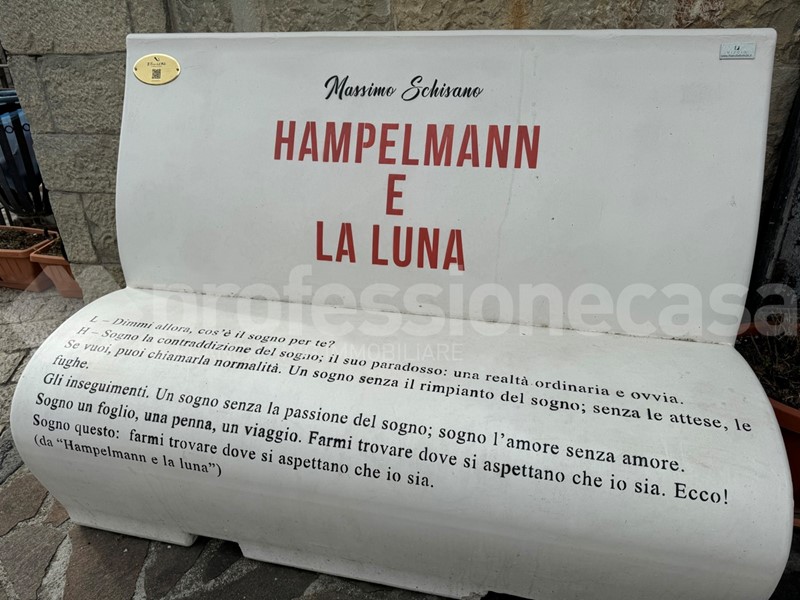 Massimo Schisano
HAMPELMANN
E
LA LUNA
professionecasa
IMMOBILIARE
L - Dimmi allora, cos'è il sogno per te?
H - Sogno la contraddizione del sogno; il suo paradosso: una realtà ordinaria e ovvia.
Se vuoi, puoi chiamarla normalità. Un sogno senza il rimpianto del sogno; senza le attese, le
fughe.
Gli inseguimenti. Un sogno senza la passione del sogno; sogno l'amore senza amore.
Sogno un foglio, una penna, un viaggio. Farmi trovare dove si aspettano che io sia. Ecco!
Sogno questo: farmi trovare dove si aspettano che io sia.
(da "Hampelmann e la luna")